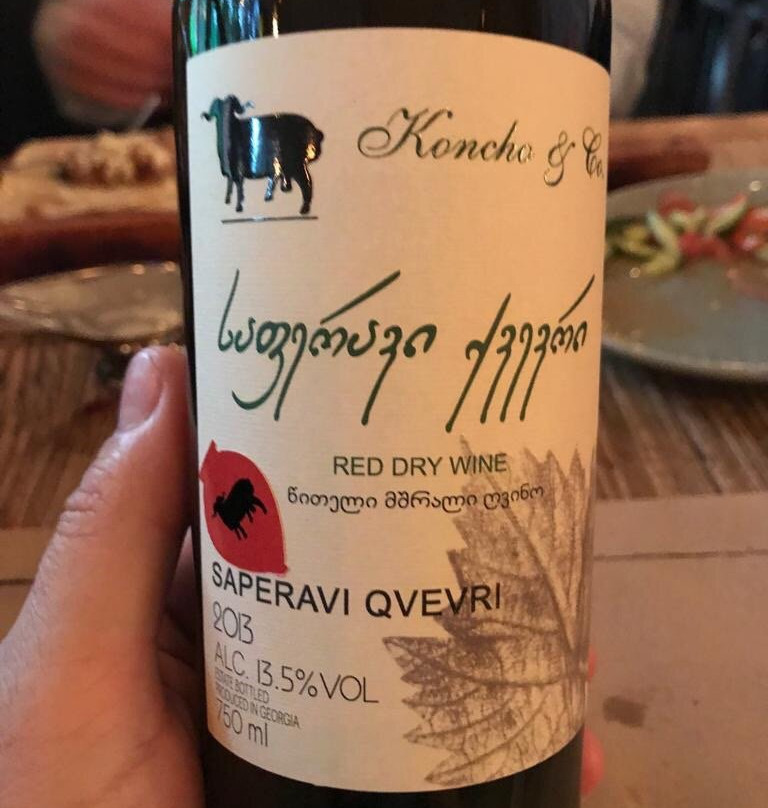 Koncho & Co.
საფერავი ქვევრი
RED DRY WINE
წითელი მშრალი ღვინო
SAPERAVI QVEVRI
2013
ALC. 13.5%VOL
ESTATE BOTTLED
PRODUCED IN GEORGIA
750 ml